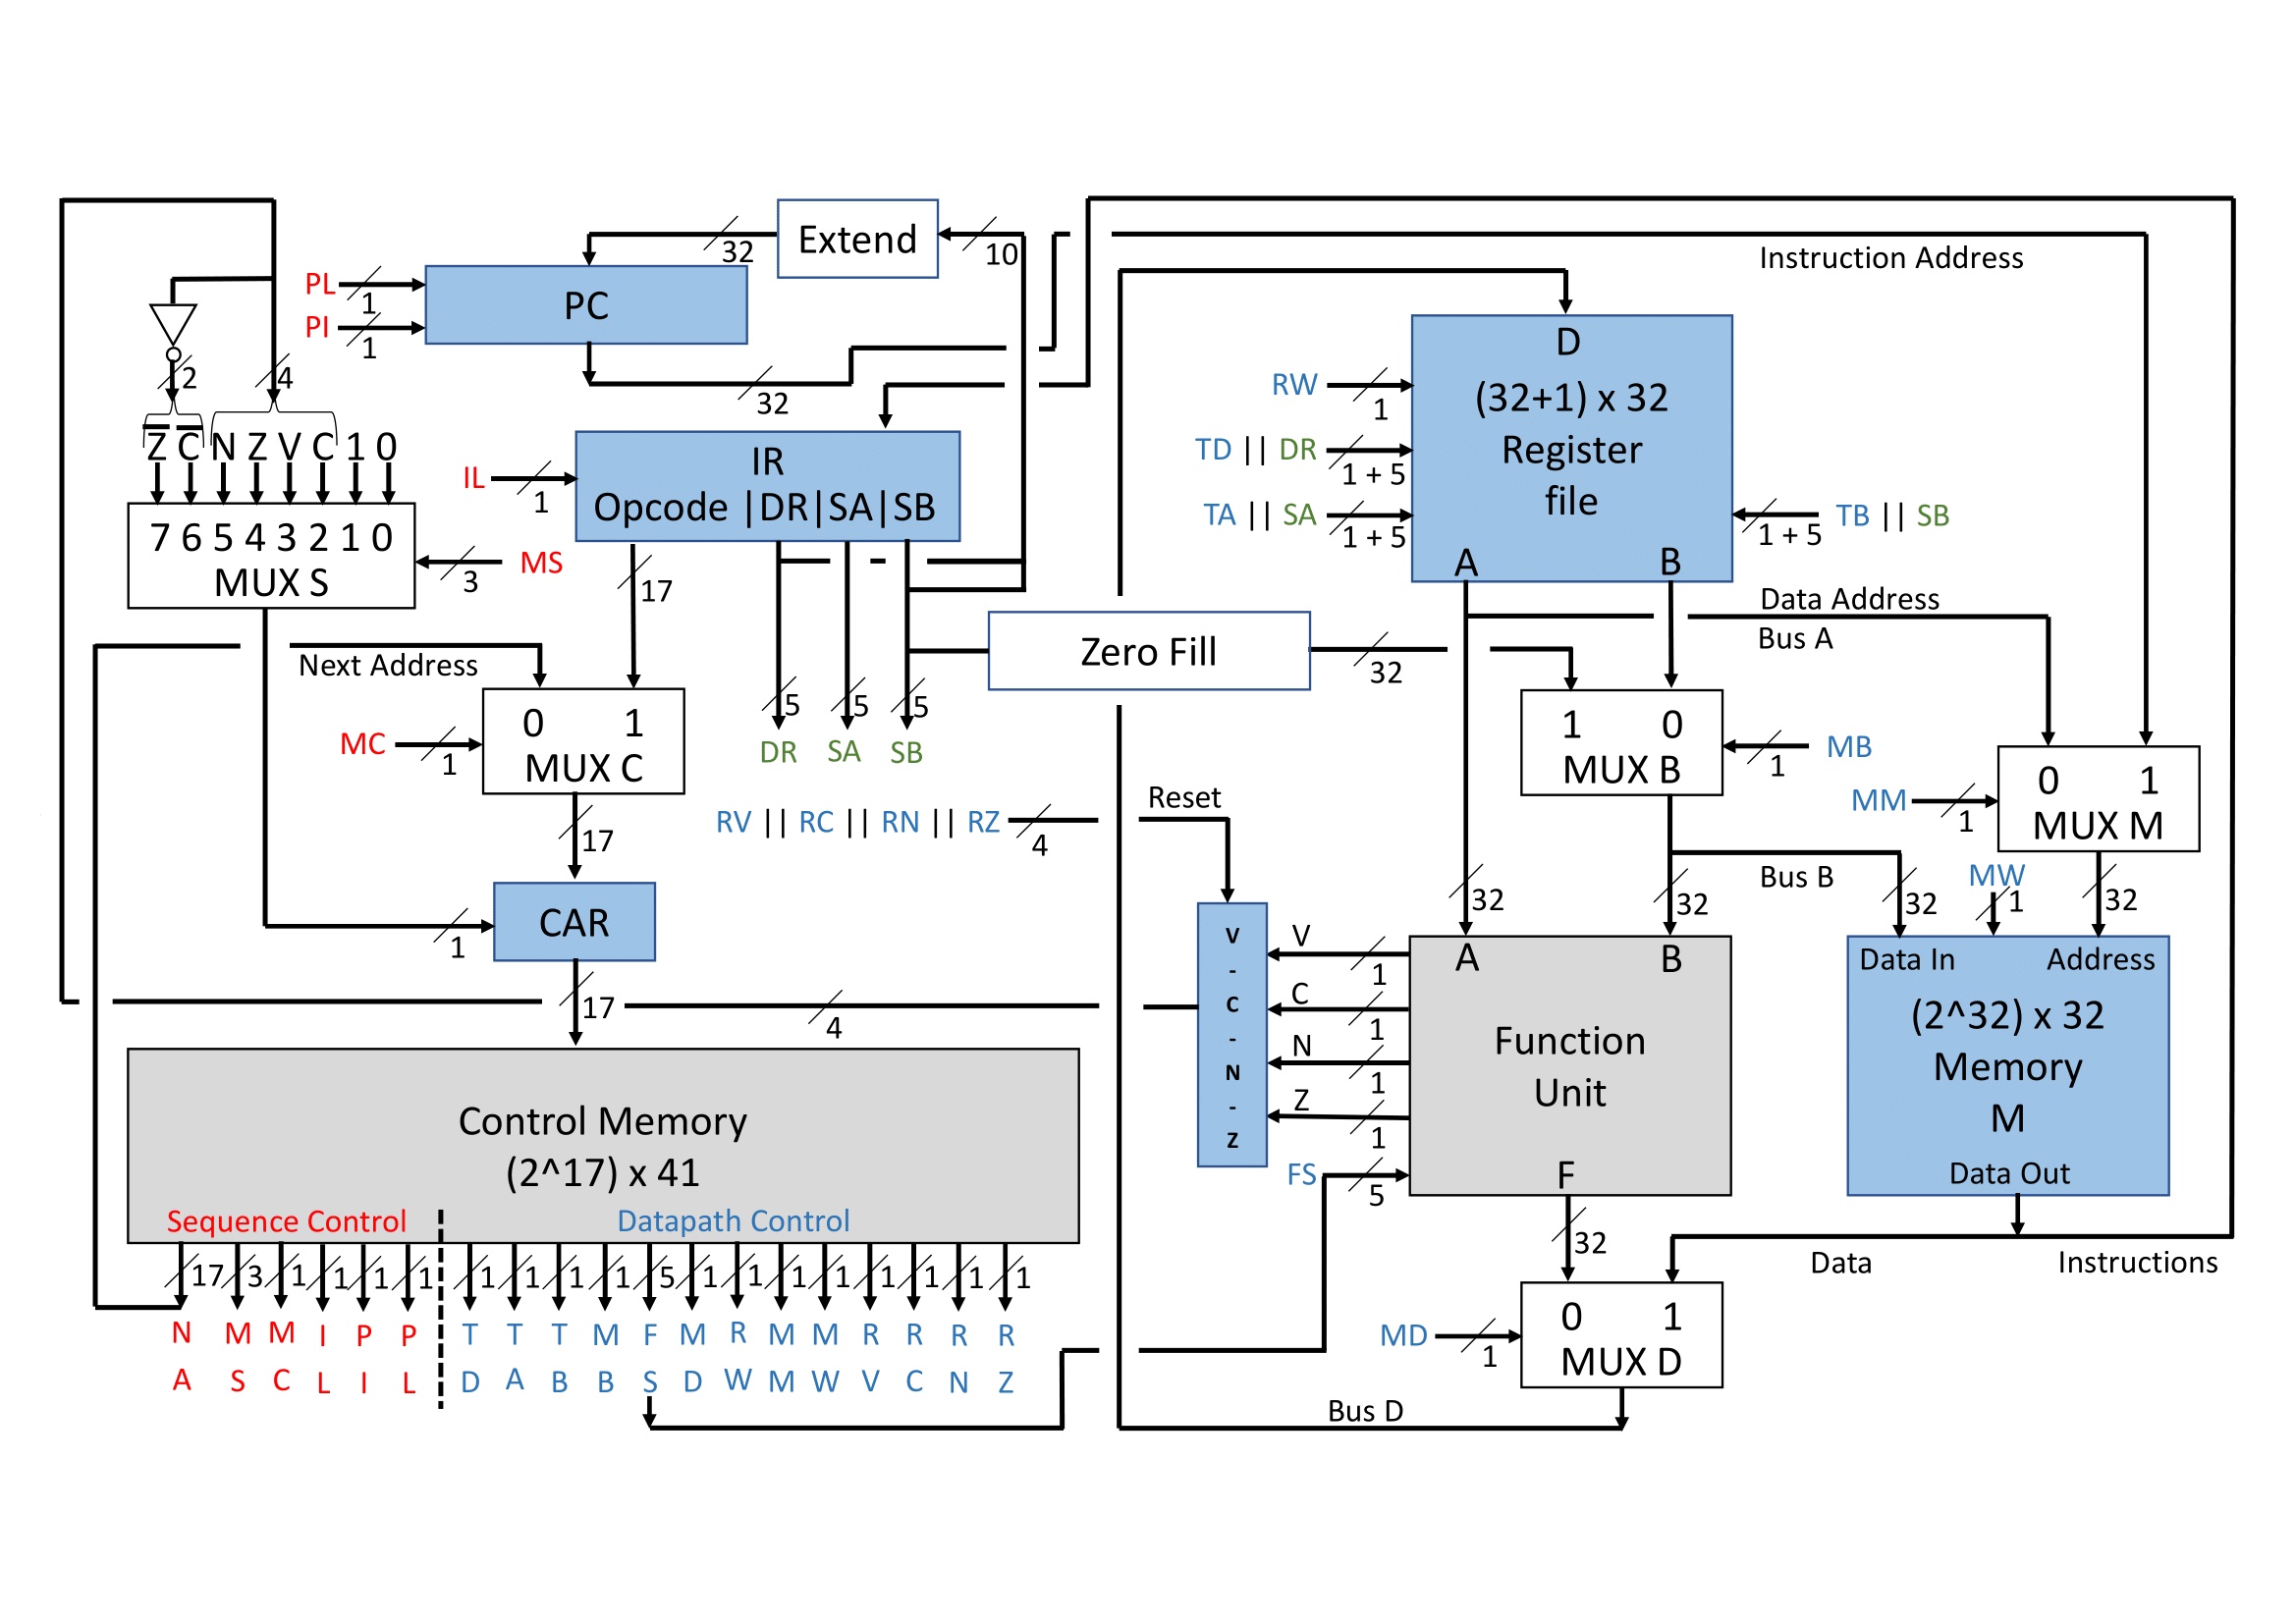 Extend
32
10
Instruction Address
PL
1
PI
1
PC
32
D
(32+1) x 32
Register
file
A B
RW
1
TD || DR
1 + 5
TA || SA
1 + 5
1 + 5
TB || SB
2
4
Z C N Z V C 1 0
7 6 5 4 3 2 1 0
MUX S
3
MS
IL
1
IR
Opcode |DR|SA|SB
17
Data Address
Bus A
Next Address
Zero Fill
32
5
5
5
DR SA SB
0 1
MUX C
MC
1
17
1 0
MUX B
1
MB
0 1
MUX M
MM
1
RV || RC || RN || RZ
4
Reset
CAR
1
17
4
32
32
Bus B
32
MW
1
32
V
-
C
-
N
-
Z
V
1
C
1
N
1
Z
1
FS
5
A B
Function
Unit
F
32
Data In Address
(2^32) x 32
Memory
M
Data Out
Data
Instructions
Control Memory
(2^17) x 41
Sequence Control
Datapath Control
17 3 1 1 1 1 1 1 1 1 5 1 1 1 1 1 1 1 1
N M M I P P T T T M F M R M M R R R R
A S C L I L D A B B S D W M W V C N Z
MD
1
0 1
MUX D
Bus D